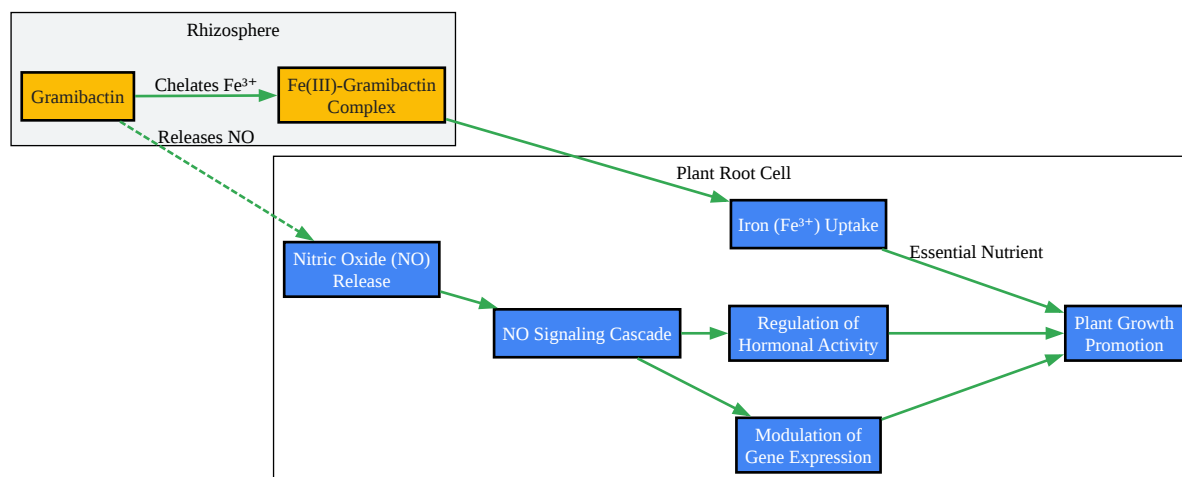 Rhizosphere
Gramibactin
Chelates Fe³⁺
Fe(III)-Gramibactin
Complex
Releases NO
Plant Root Cell
Iron (Fe³⁺) Uptake
Essential Nutrient
Nitric Oxide (NO)
Release
NO Signaling Cascade
Regulation of
Hormonal Activity
Plant Growth
Promotion
Modulation of
Gene Expression